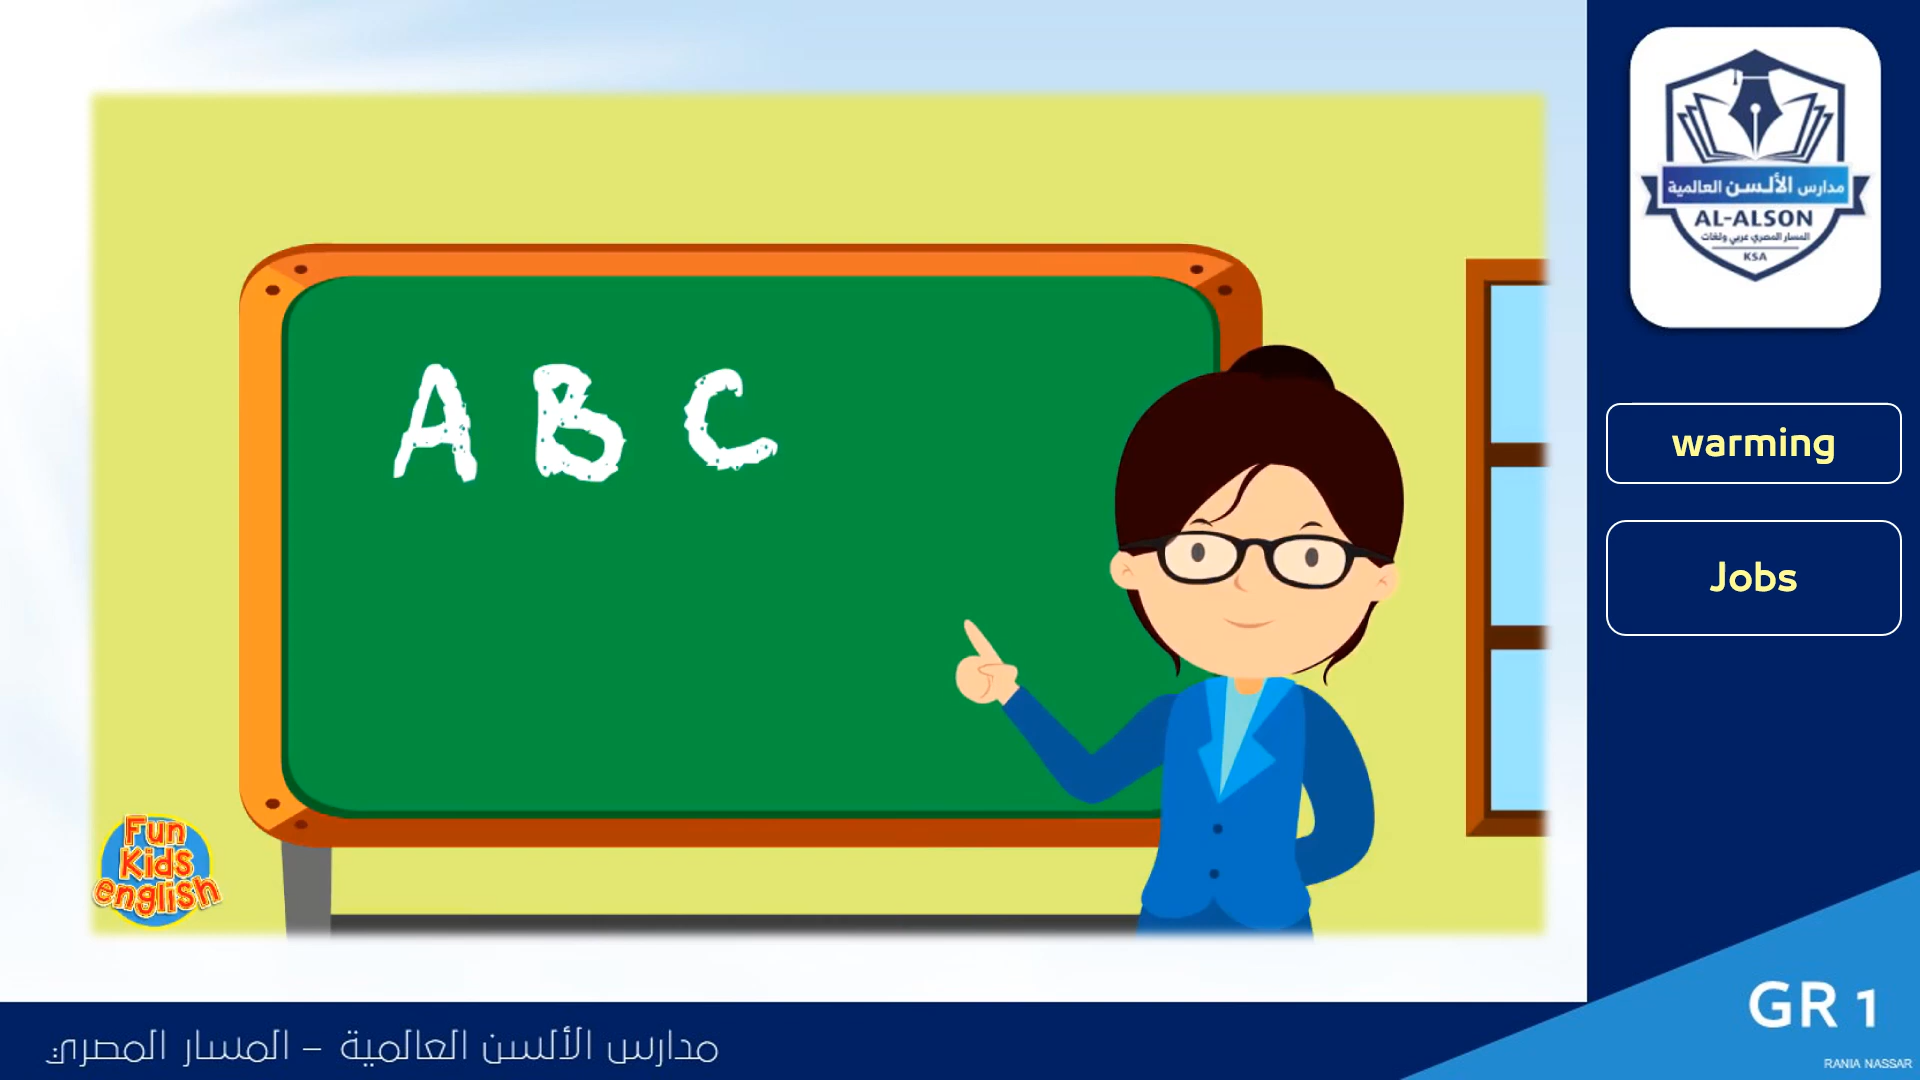 A B C
Fun
Kids
english
مدارس الألسن العالمية
AL-ALSON
المسار المصري عربي ولغات
KSA
warming
Jobs
GR 1
RANIA NASSAR
مدارس الألسن العالمية – المسار المصري